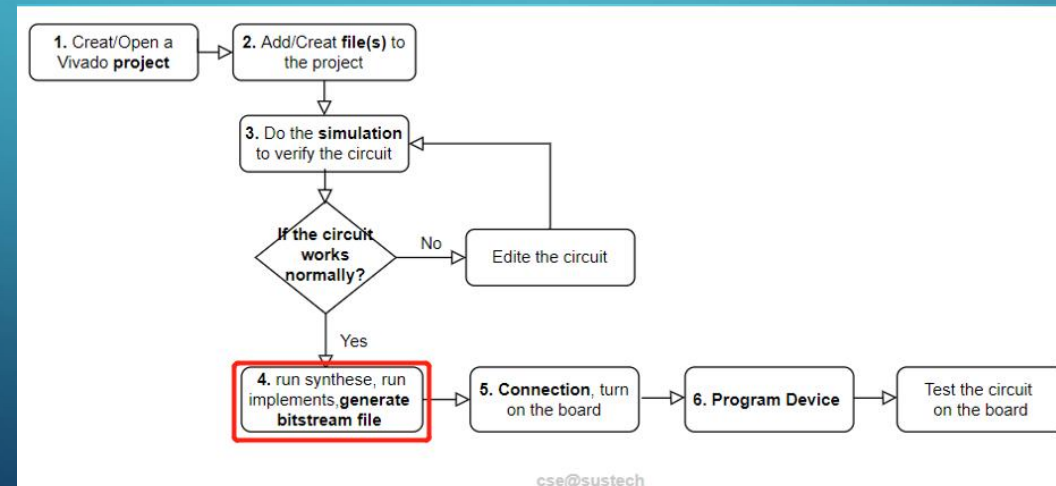 1. Creat/Open a
Vivado project
2. Add/Creat file(s) to
the project
3. Do the simulation
to verify the circuit
If the circuit
works
normally?
No
Edite the circuit
Yes
4. run synthese, run
implements,generate
bitstream file
5. Connection, turn
on the board
6. Program Device
Test the circuit
on the board
cse@sustech